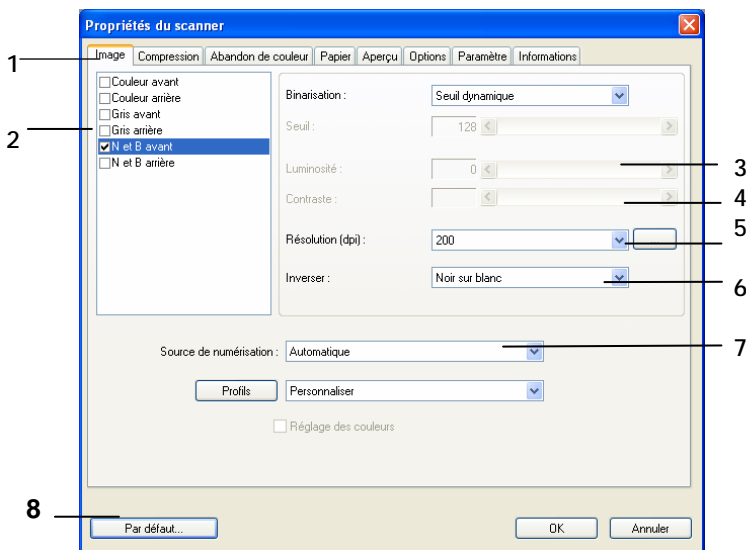 Propriétés du scanner
Image Compression Abandon de couleur Papier Aperçu Options Paramètre Informations
1
Couleur avant
Couleur arrière
Gris avant
Gris arrière
N et B avant
N et B arrière
2
Binarisation : Seuil dynamique
Seuil : 128
Luminosité : 0
3
Contraste :
4
Résolution (dpi) : 200
5
Inverser : Noir sur blanc
6
Source de numérisation : Automatique
7
Profils Personnaliser
Réglage des couleurs
8
Par défaut... OK Annuler